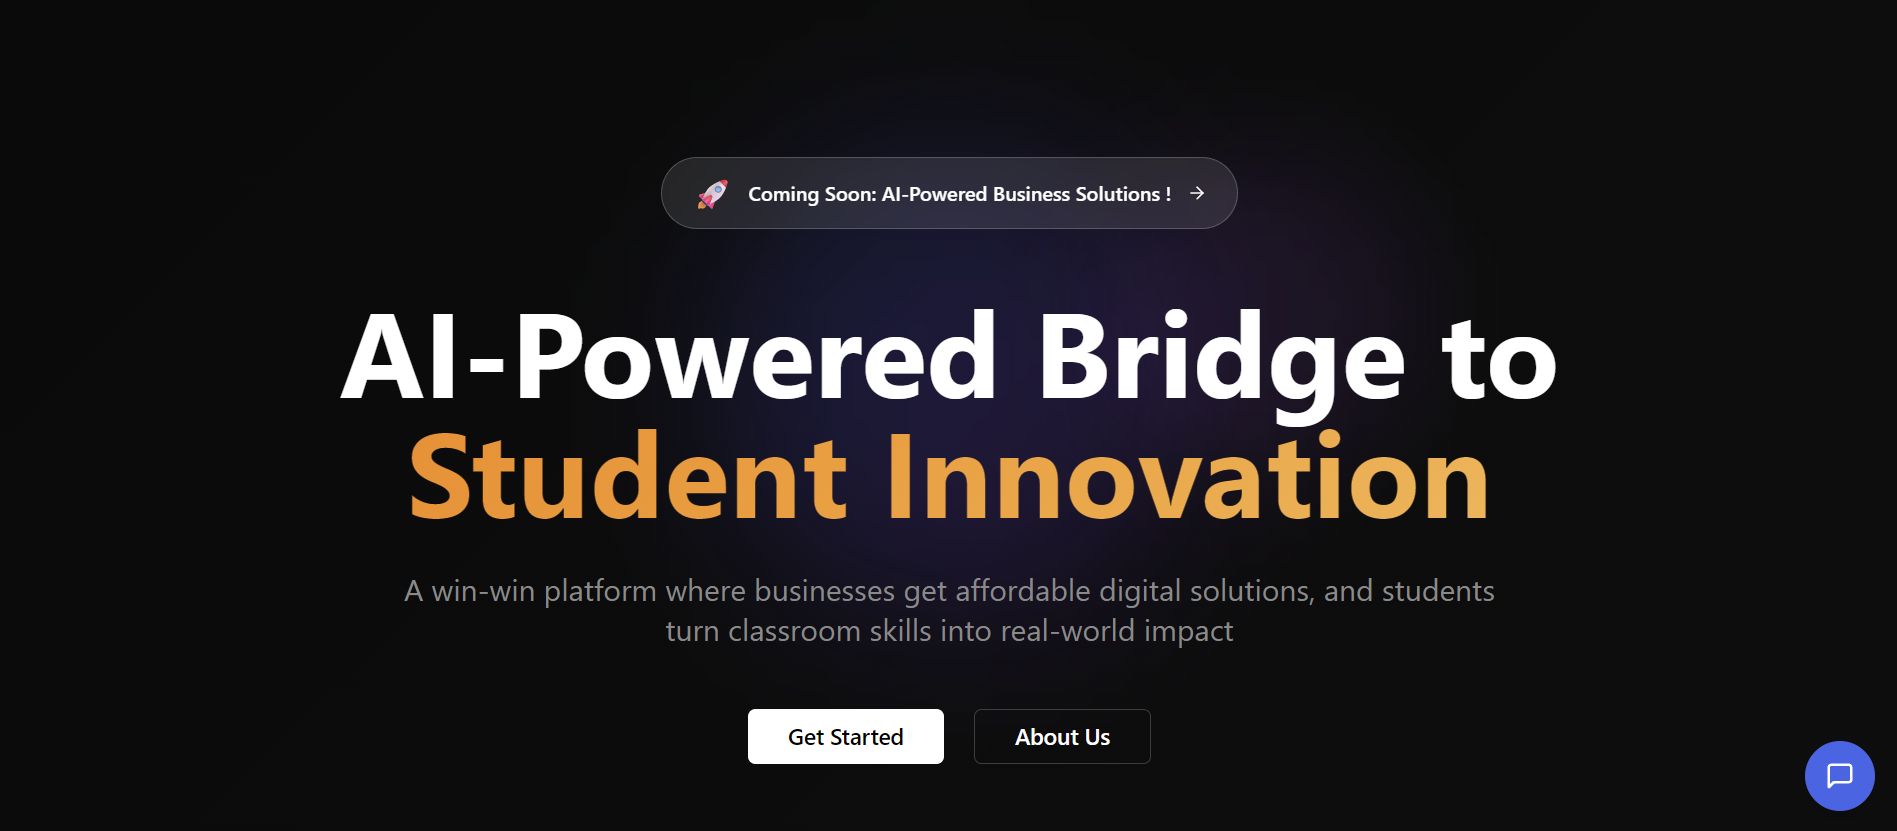 🚀 Coming Soon: AI-Powered Business Solutions ! →
AI-Powered Bridge to
Student Innovation
A win-win platform where businesses get affordable digital solutions, and students
turn classroom skills into real-world impact
Get Started
About Us